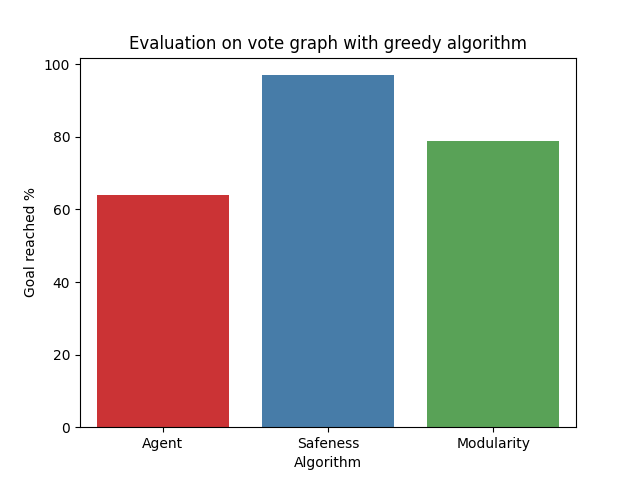 Evaluation on vote graph with greedy algorithm
100
80
60
40
20
0
Goal reached %
Agent Safeness Modularity
Algorithm